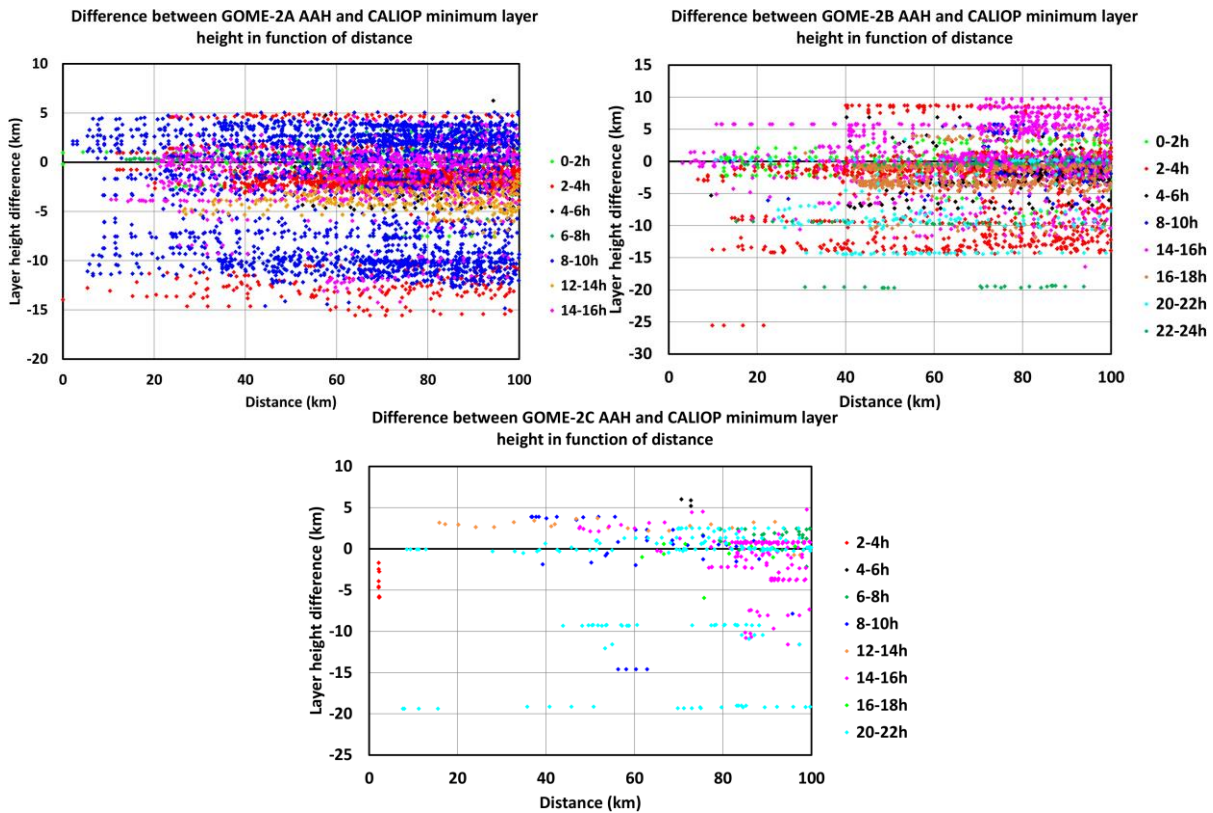 Difference between GOME-2A AAH and CALIOP minimum layer
height in function of distance
Layer height difference (km)
10
5
0
-5
-10
-15
-20
0
20
40
60
80
100
Distance (km)
0-2h
2-4h
4-6h
6-8h
8-10h
12-14h
14-16h
Difference between GOME-2B AAH and CALIOP minimum layer
height in function of distance
Layer height difference (km)
15
10
5
0
-5
-10
-15
-20
-25
-30
0
20
40
60
80
100
Distance (km)
0-2h
2-4h
4-6h
8-10h
14-16h
16-18h
20-22h
22-24h
Difference between GOME-2C AAH and CALIOP minimum layer
height in function of distance
Layer height difference (km)
10
5
0
-5
-10
-15
-20
-25
0
20
40
60
80
100
Distance (km)
2-4h
4-6h
6-8h
8-10h
12-14h
14-16h
16-18h
20-22h